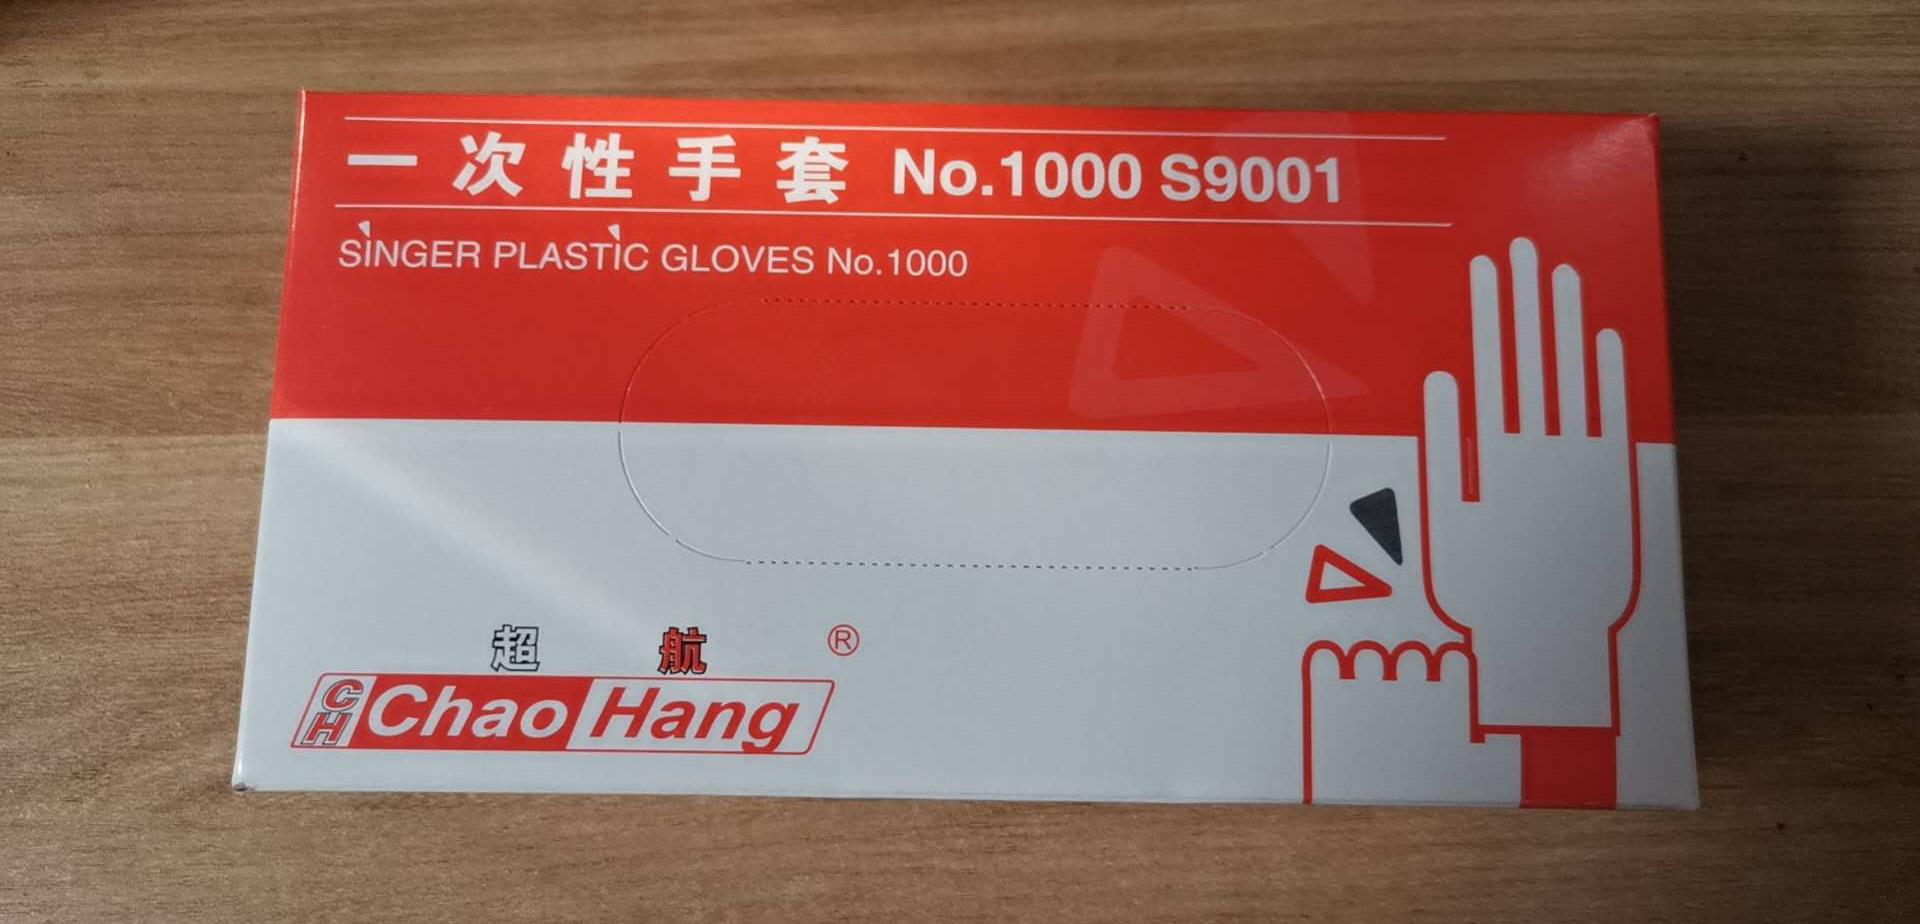 一次性手套 No.1000 S9001
SINGER PLASTIC GLOVES No.1000
超 航 ®
CH Chao Hang